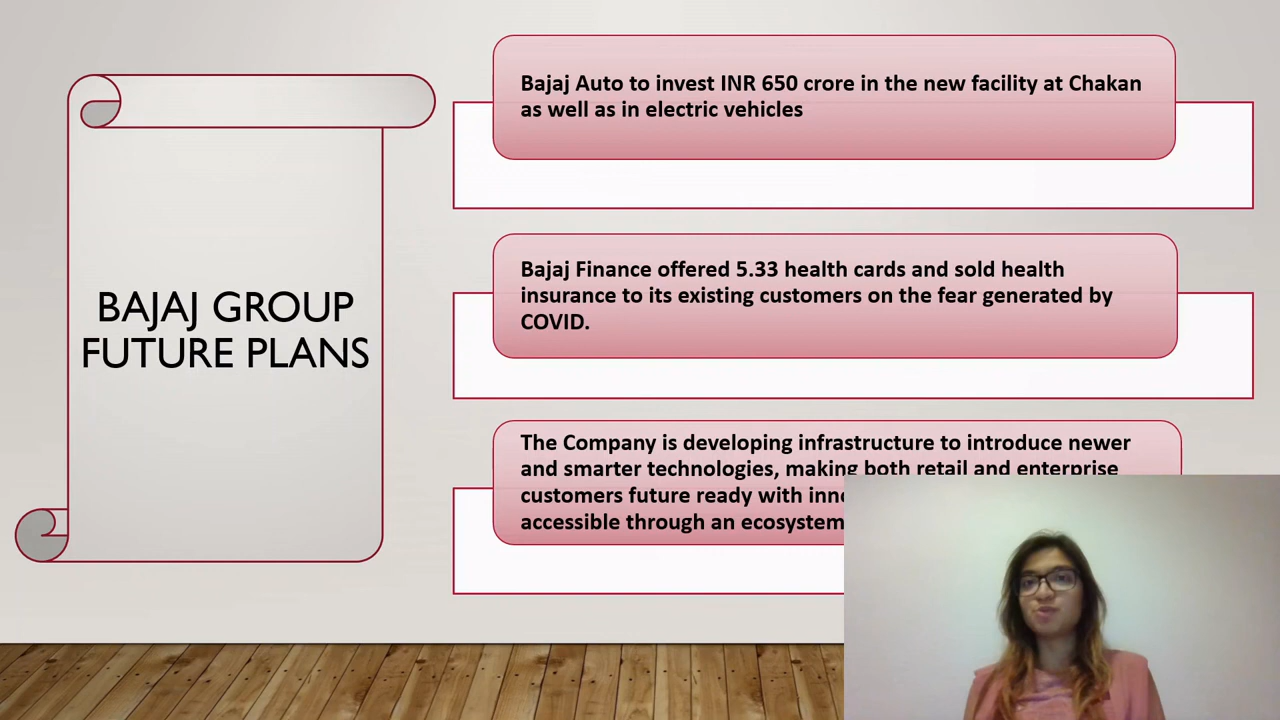 BAJAJ GROUP
FUTURE PLANS
Bajaj Auto to invest INR 650 crore in the new facility at Chakan
as well as in electric vehicles
Bajaj Finance offered 5.33 health cards and sold health
insurance to its existing customers on the fear generated by
COVID.
The Company is developing infrastructure to introduce newer
and smarter technologies, making both retail and enterprise
customers future ready with
accessible through an ecosystem